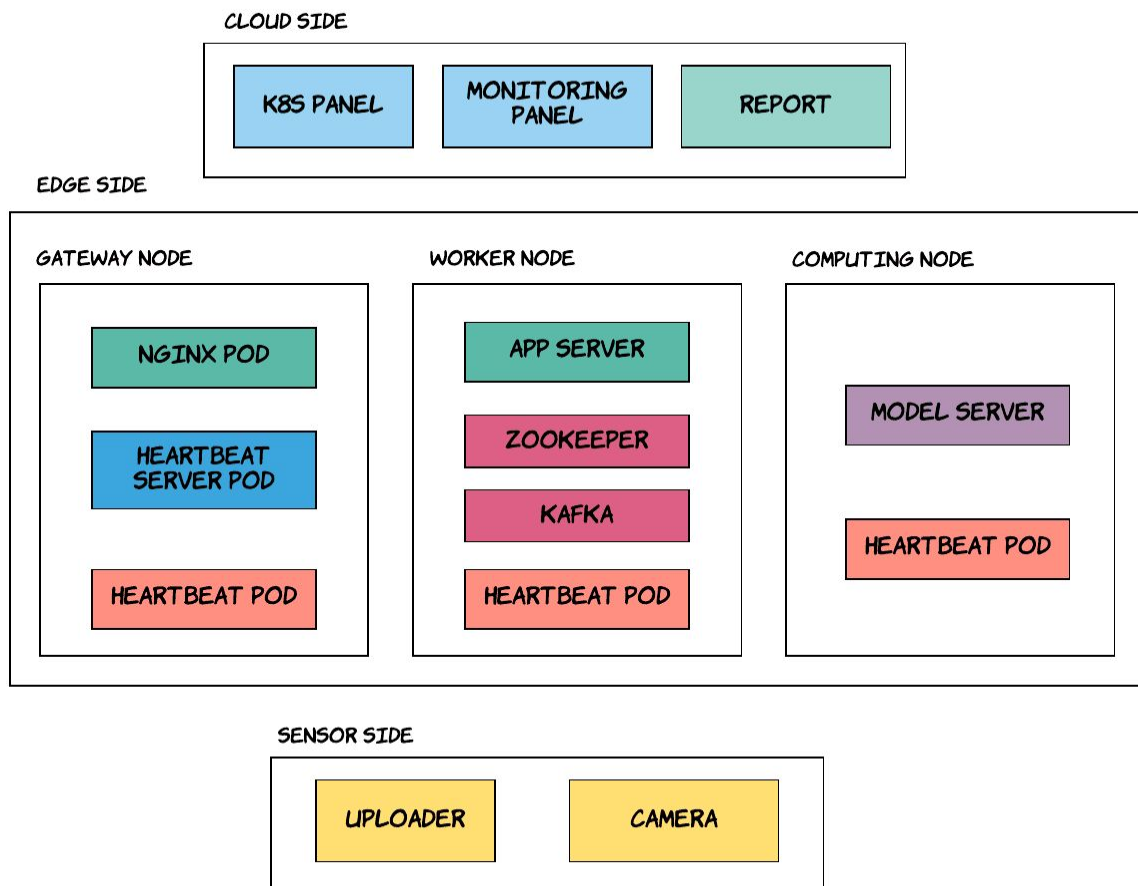 CLOUD SIDE
K8S PANEL
MONITORING
PANEL
REPORT
EDGE SIDE
GATEWAY NODE
NGINX POD
HEARTBEAT
SERVER POD
HEARTBEAT POD
WORKER NODE
APP SERVER
ZOOKEEPER
KAFKA
HEARTBEAT POD
COMPUTING NODE
MODEL SERVER
HEARTBEAT POD
SENSOR SIDE
UPLOADER
CAMERA